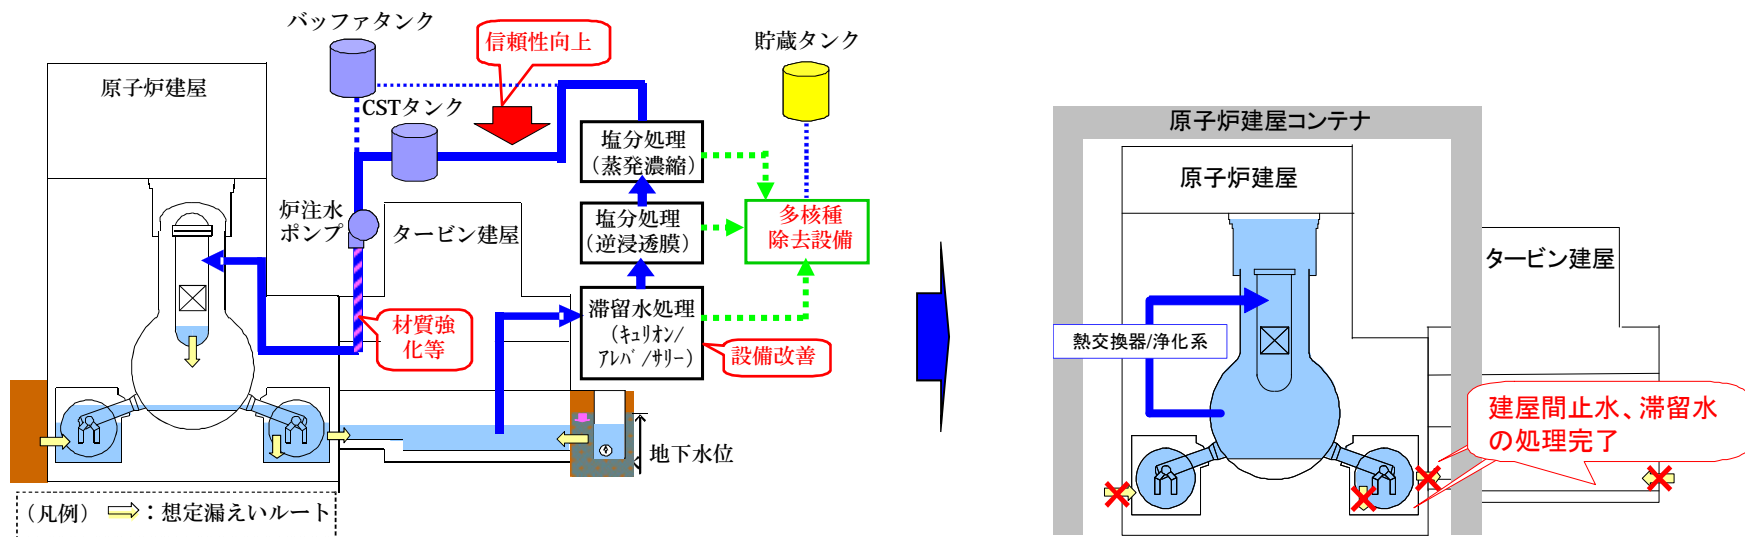 バッファタンク
信頼性向上
貯蔵タンク
原子炉建屋
CSTタンク
塩分処理
(蒸発濃縮)
炉注水
ポンプ
タービン建屋
塩分処理
(逆浸透膜)
多核種
除去設備
滞留水処理
(ｷｭﾘｵﾝ/
ｱﾚﾊﾞ/ｻﾘｰ)
材質強
化等
設備改善
地下水位
(凡例)
：想定漏えいルート
原子炉建屋コンテナ
原子炉建屋
タービン建屋
熱交換器/浄化系
建屋間止水、滞留水
の処理完了